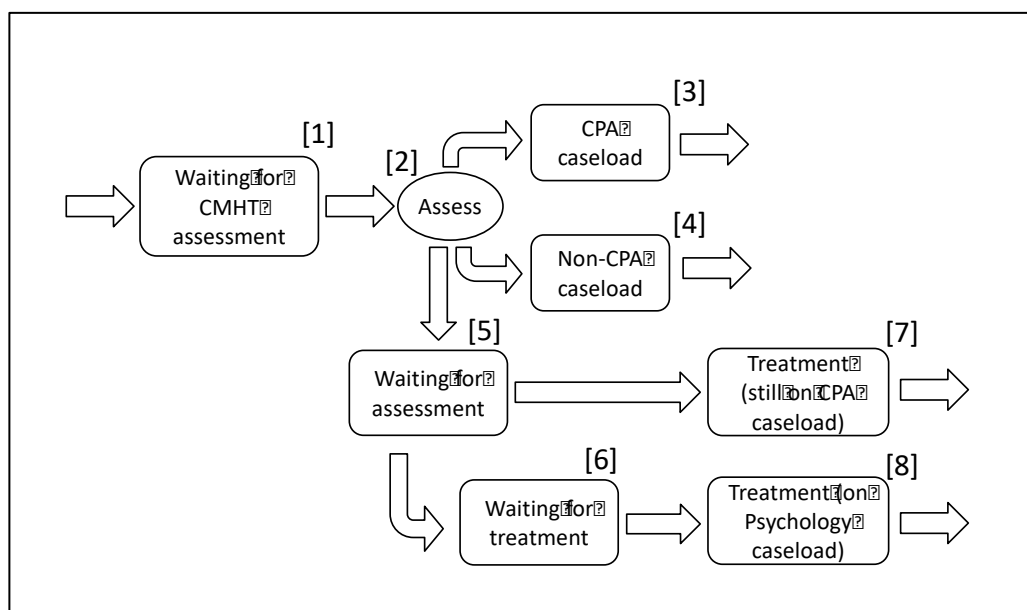 [3]
CPA⍰
caseload
[1]
[2]
Waiting⍰for⍰
CMHT⍰
assessment
Assess
[4]
Non-CPA⍰
caseload
[5]
Waiting⍰for⍰
assessment
[7]
Treatment⍰
(still⍰on⍰CPA⍰
caseload)
[6]
Waiting⍰for⍰
treatment
[8]
Treatment⍰(on⍰
Psychology⍰
caseload)